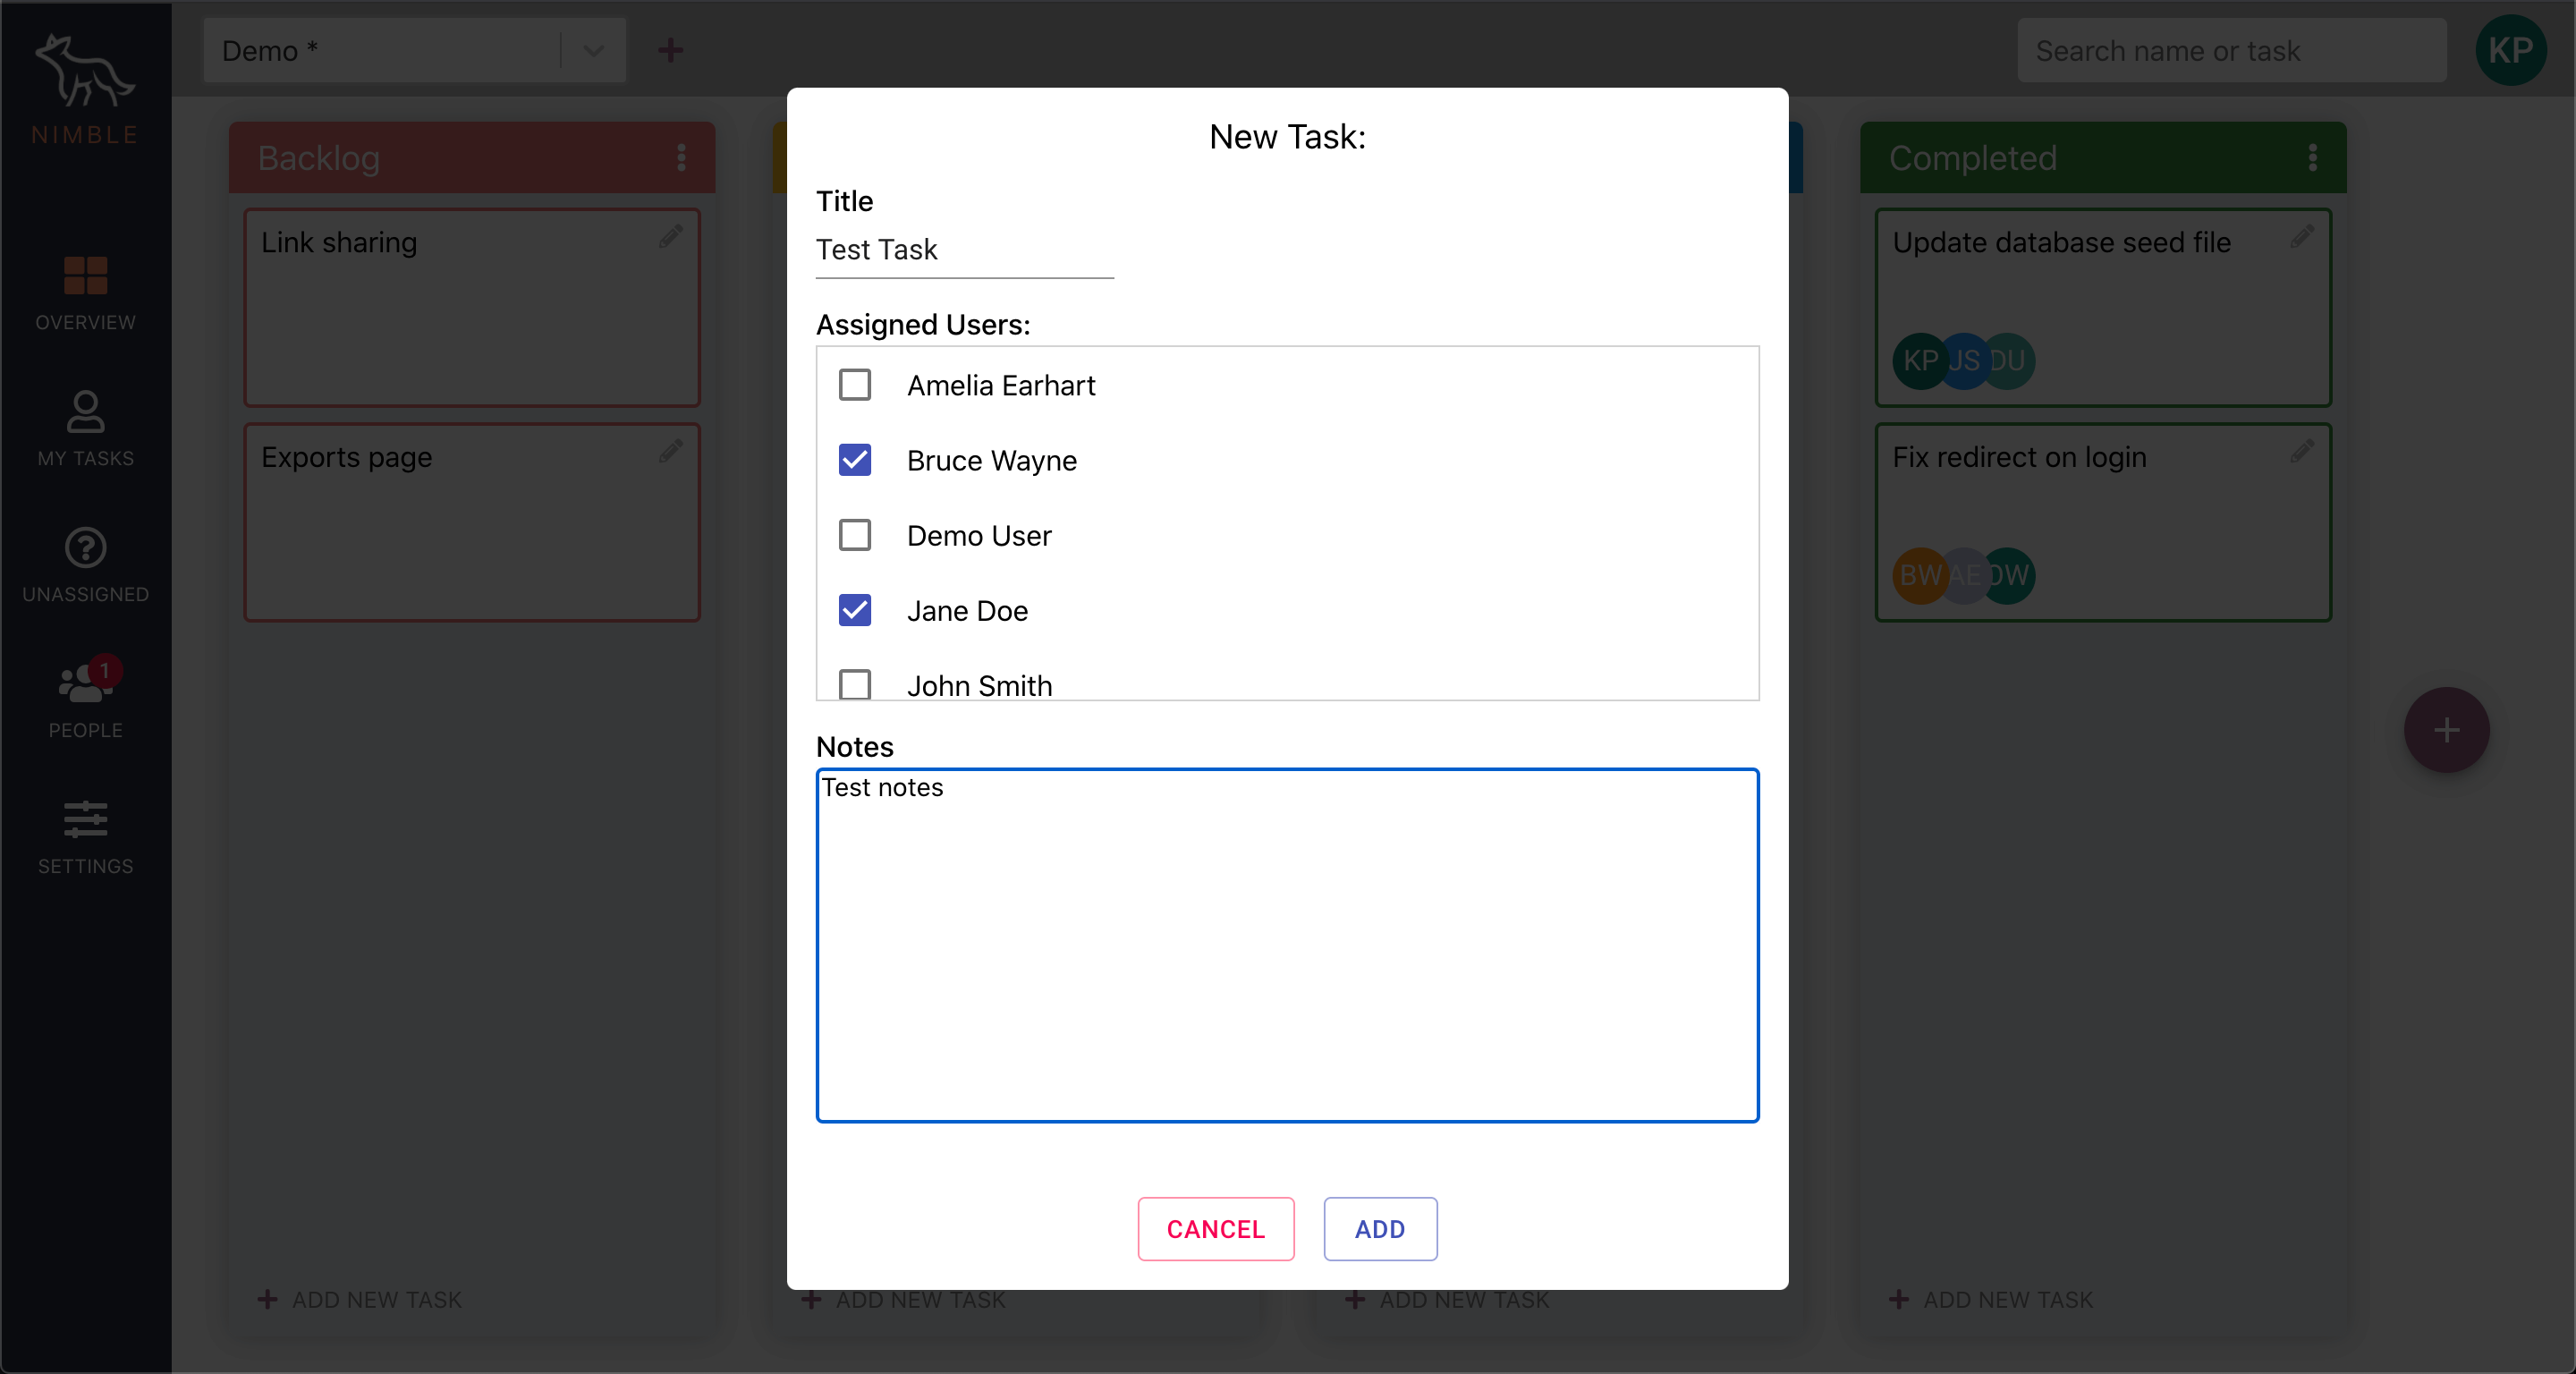 NIMBLE
OVERVIEW
MY TASKS
UNASSIGNED
1
PEOPLE
SETTINGS
Demo *
Search name or task
KP
Backlog
Link sharing
Exports page
+ ADD NEW TASK
New Task:
Title
Test Task
Assigned Users:
Amelia Earhart
Bruce Wayne
Demo User
Jane Doe
John Smith
Notes
Test notes
CANCEL
ADD
+ ADD NEW TASK
+ ADD NEW TASK
Completed
Update database seed file
KP JS DU
Fix redirect on login
BW AE
+ ADD NEW TASK